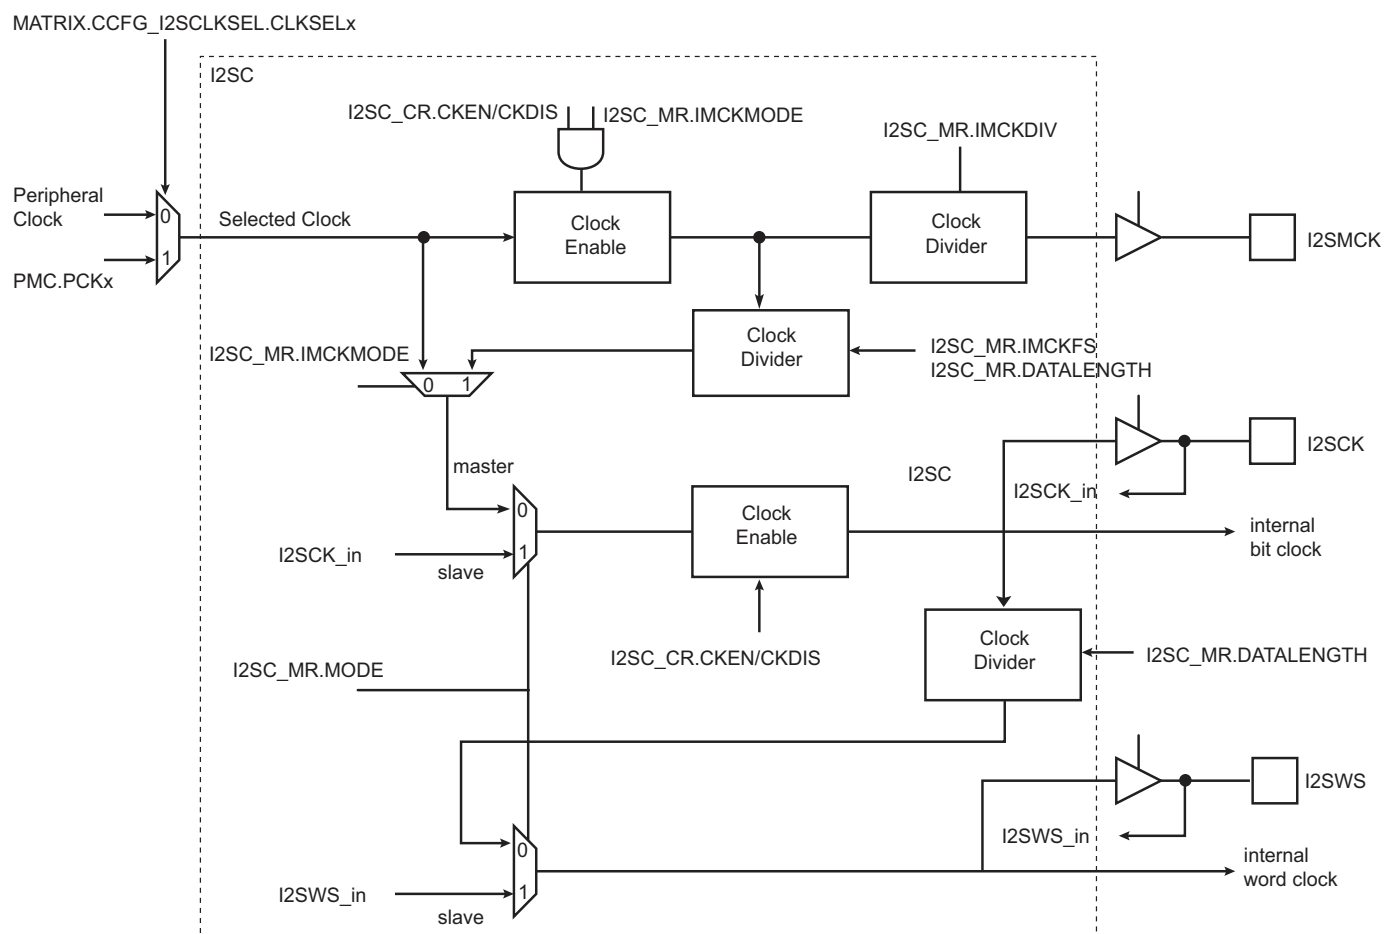 MATRIX.CCFG_I2SCLKSEL.CLKSELx
I2SC
I2SC_CR.CKEN/CKDIS
I2SC_MR.IMCKMODE
I2SC_MR.IMCKDIV
Peripheral
Clock
0
1
PMC.PCKx
Selected Clock
Clock
Enable
Clock
Divider
I2SMCK
I2SC_MR.IMCKMODE
0 1
Clock
Divider
I2SC_MR.IMCKFS
I2SC_MR.DATALENGTH
master
I2SC
I2SCK
I2SCK_in
0
1
I2SCK_in
slave
Clock
Enable
internal
bit clock
I2SC_CR.CKEN/CKDIS
I2SC_MR.MODE
Clock
Divider
I2SC_MR.DATALENGTH
I2SWS
I2SWS_in
0
1
I2SWS_in
slave
internal
word clock